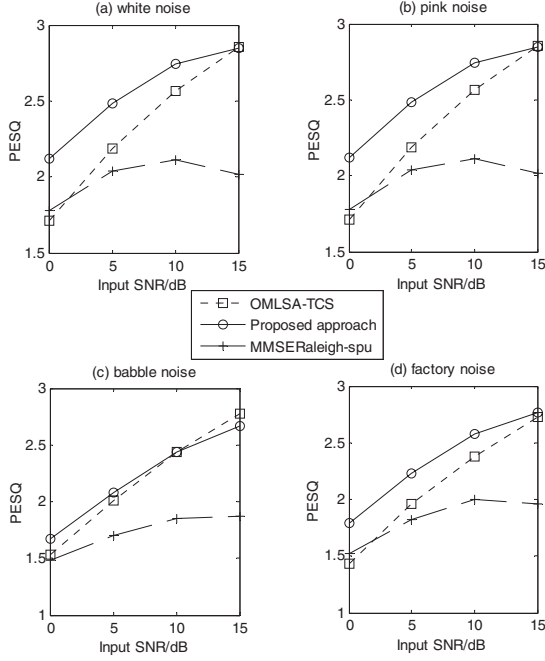 (a) white noise
3
2.5
2
1.5
PESQ
0 5 10 15
Input SNR/dB
(b) pink noise
3
2.5
2
1.5
PESQ
0 5 10 15
Input SNR/dB
OMLSA-TCS
Proposed approach
MMSERaleigh-spu
(c) babble noise
3
2.5
2
1.5
1
PESQ
0 5 10 15
Input SNR/dB
(d) factory noise
3
2.5
2
1.5
1
PESQ
0 5 10 15
Input SNR/dB